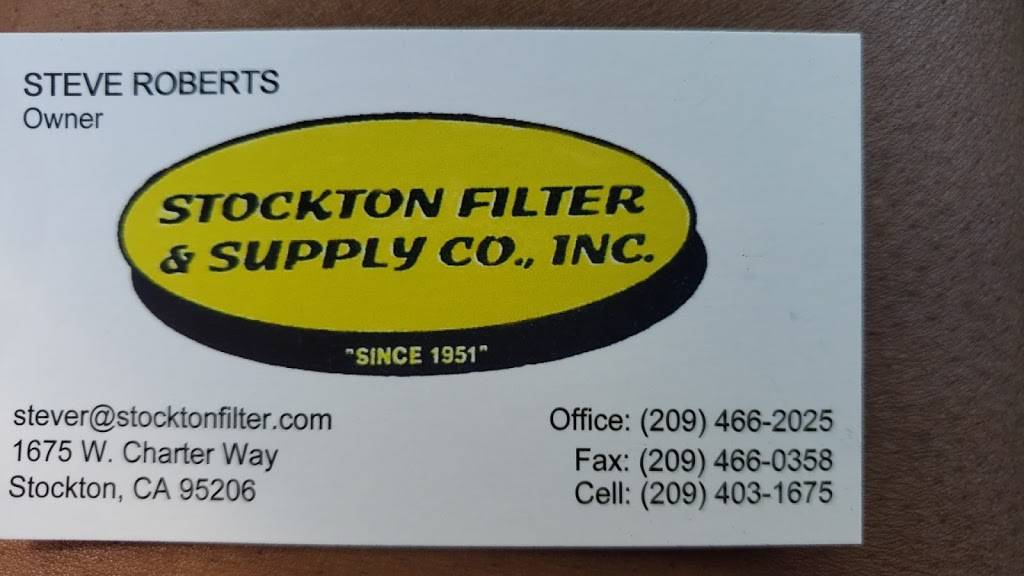 STEVE ROBERTS
Owner
STOCKTON FILTER
& SUPPLY CO., INC.
"SINCE 1951"
stever@stocktonfilter.com
1675 W. Charter Way
Stockton, CA 95206
Office: (209) 466-2025
Fax: (209) 466-0358
Cell: (209) 403-1675